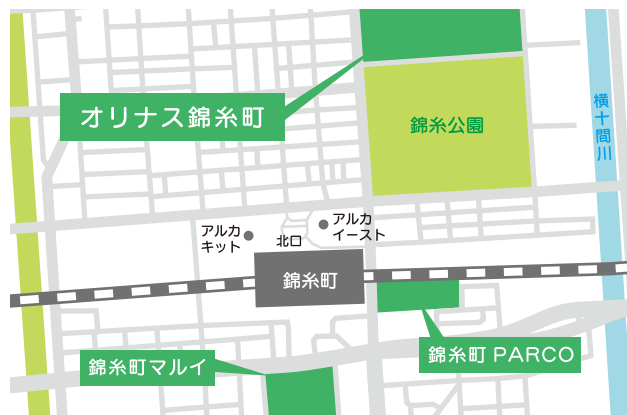 オリナス錦糸町
錦糸公園
横十間川
アルカ
キット
アルカ
イースト
北口
錦糸町
錦糸町マルイ
錦糸町 PARCO